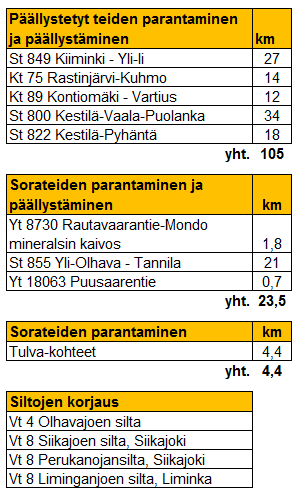 Päällystetyt teiden parantaminen
ja päällystäminen km
St 849 Kiiminki - Yli-Ii 27
Kt 75 Rastinjärvi-Kuhmo 14
Kt 89 Kontiomäki - Vartius 12
St 800 Kestilä-Vaala-Puolanka 34
St 822 Kestilä-Pyhäntä 18
yht. 105
Sorateiden parantaminen ja
päällystäminen km
Yt 8730 Rautavaarantie-Mondo
mineralsin kaivos 1,8
St 855 Yli-Olhava - Tannila 21
Yt 18063 Puusaarentie 0,7
yht. 23,5
Sorateiden parantaminen km
Tulva-kohteet 4,4
yht. 4,4
Siltojen korjaus
Vt 4 Olhavajoen silta
Vt 8 Siikajoen silta, Siikajoki
Vt 8 Perukanojansilta, Siikajoki
Vt 8 Liminganjoen silta, Liminka